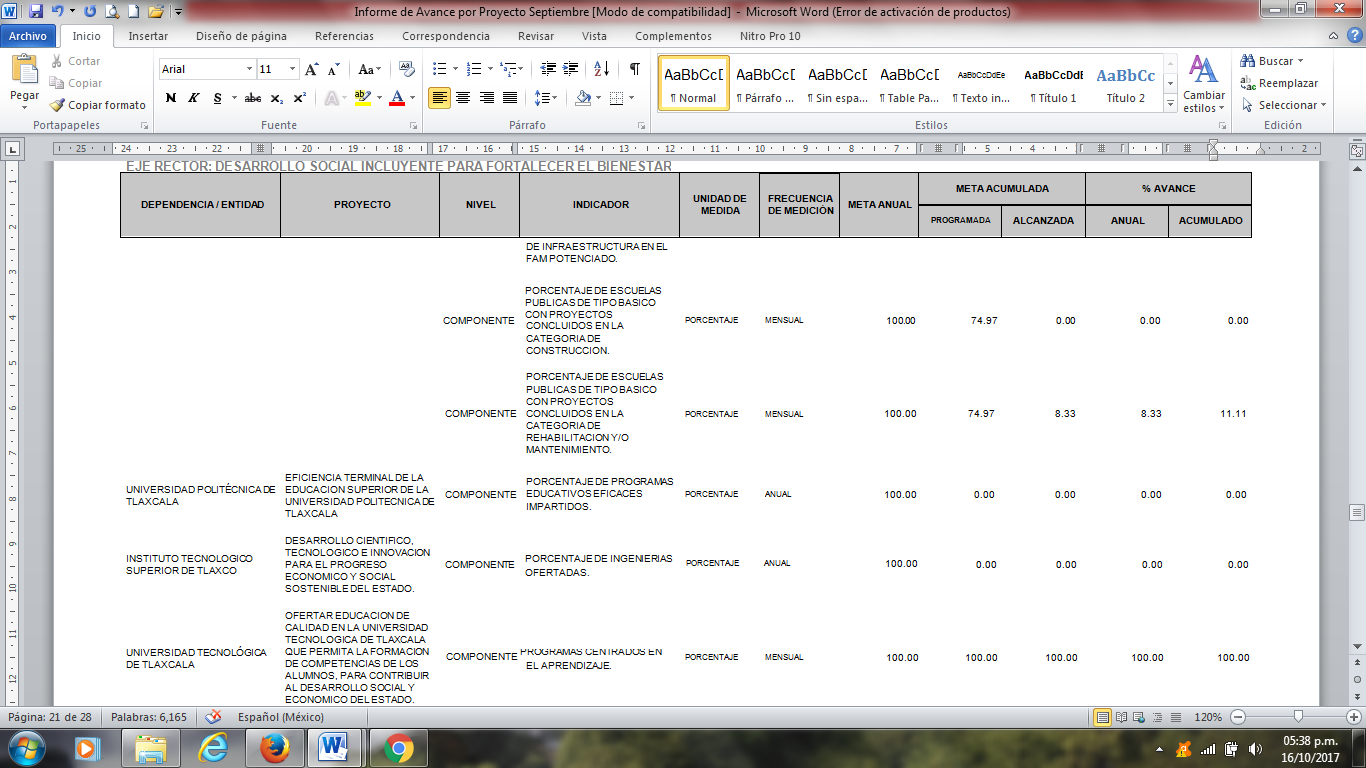 Informe de Avance por Proyecto Septiembre [Modo de compatibilidad] - Microsoft Word (Error de activación de productos)
Archivo Inicio Insertar Diseño de página Referencias Correspondencia Revisar Vista Complementos Nitro Pro 10
Pegar
Cortar
Copiar
Copiar formato
Portapapeles
Arial 11
Fuente
Párrafo
AaBbCcD AaBbCcD AaBbCcD AaBbCcD AaBbCcDdEe AaBbCcDdE AaBbCc
¶ Normal ¶ Párrafo ... ¶ Sin espa... ¶ Table Pa... ¶ Texto in... ¶ Título 1 Título 2
Cambiar estilos
Estilos
Buscar
Reemplazar
Seleccionar
Edición
EJE RECTOR: DESARROLLO SOCIAL INCLUYENTE PARA FORTALECER EL BIENESTAR
DEPENDENCIA / ENTIDAD PROYECTO NIVEL INDICADOR UNIDAD DE MEDIDA FRECUENCIA DE MEDICIÓN META ANUAL META ACUMULADA % AVANCE
PROGRAMADA ALCANZADA ANUAL ACUMULADO
DE INFRAESTRUCTURA EN EL
FAM POTENCIADO.
PORCENTAJE DE ESCUELAS
PUBLICAS DE TIPO BASICO
CON PROYECTOS
COMPONENTE CONCLUIDOS EN LA PORCENTAJE MENSUAL 100.00 74.97 0.00 0.00 0.00
CATEGORIA DE
CONSTRUCCION.
PORCENTAJE DE ESCUELAS
PUBLICAS DE TIPO BASICO
CON PROYECTOS
COMPONENTE CONCLUIDOS EN LA PORCENTAJE MENSUAL 100.00 74.97 8.33 8.33 11.11
CATEGORIA DE
REHABILITACION Y/O
MANTENIMIENTO.
UNIVERSIDAD POLITÉCNICA DE
TLAXCALA
EFICIENCIA TERMINAL DE LA
EDUCACION SUPERIOR DE LA
UNIVERSIDAD POLITECNICA DE
TLAXCALA
COMPONENTE
PORCENTAJE DE PROGRAMAS
EDUCATIVOS EFICACES
IMPARTIDOS.
PORCENTAJE ANUAL 100.00 0.00 0.00 0.00 0.00
INSTITUTO TECNOLOGICO
SUPERIOR DE TLAXCO
DESARROLLO CIENTIFICO,
TECNOLOGICO E INNOVACION
PARA EL PROGRESO
ECONOMICO Y SOCIAL
SOSTENIBLE DEL ESTADO.
COMPONENTE
PORCENTAJE DE INGENIERIAS
OFERTADAS.
PORCENTAJE ANUAL 100.00 0.00 0.00 0.00 0.00
UNIVERSIDAD TECNOLÓGICA
DE TLAXCALA
OFERTAR EDUCACION DE
CALIDAD EN LA UNIVERSIDAD
TECNOLOGICA DE TLAXCALA
QUE PERMITA LA FORMACION
DE COMPETENCIAS DE LOS
ALUMNOS, PARA CONTRIBUIR
AL DESARROLLO SOCIAL Y
ECONOMICO DEL ESTADO.
COMPONENTE
PROGRAMAS CENTRADOS EN
EL APRENDIZAJE.
PORCENTAJE MENSUAL 100.00 100.00 100.00 100.00 100.00
Página: 21 de 28 Palabras: 6,165 Español (México) 120%
05:38 p.m.
16/10/2017